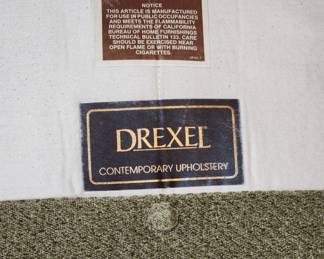 NOTICE
THIS ARTICLE IS MANUFACTURED
FOR USE IN PUBLIC OCCUPANCIES
AND MEETS THE FLAMMABILITY
REQUIREMENTS OF CALIFORNIA
BUREAU OF HOME FURNISHINGS
TECHNICAL BULLETIN 133. CARE
SHOULD BE EXERCISED NEAR
OPEN FLAME OR WITH BURNING
CIGARETTES.
DREXEL
CONTEMPORARY UPHOLSTERY